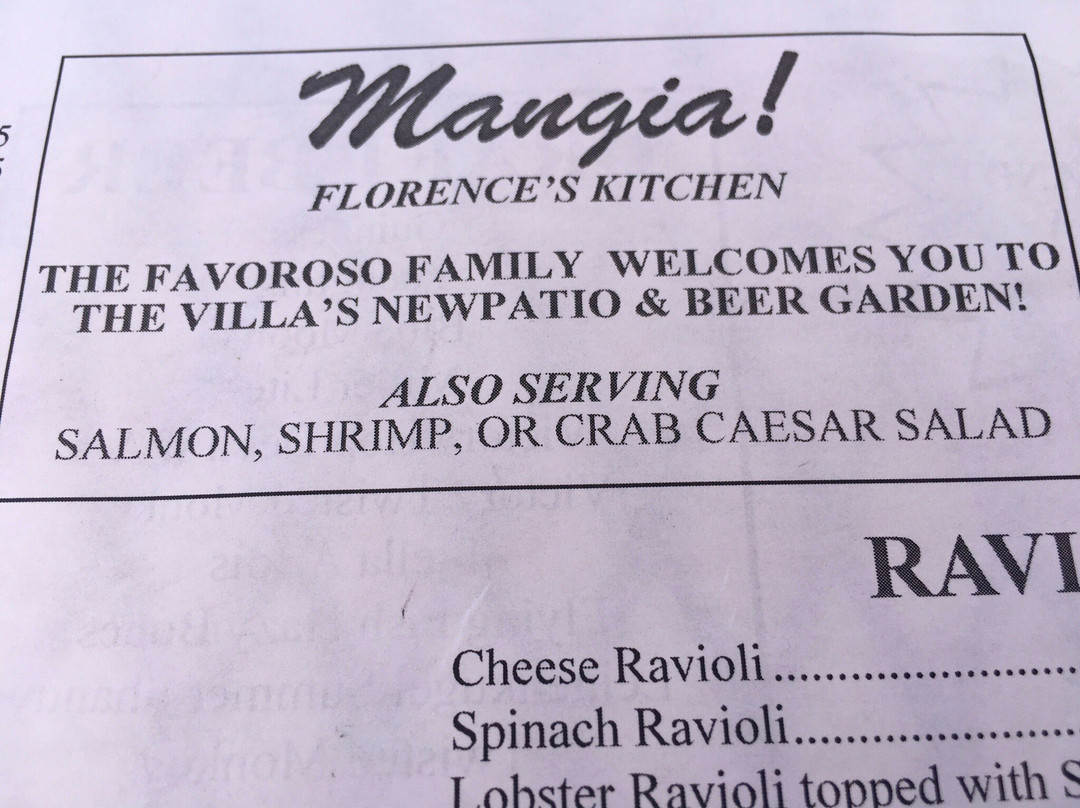 Mangia!
FLORENCE'S KITCHEN
THE FAVOROSO FAMILY WELCOMES YOU TO
THE VILLA'S NEWPATIO & BEER GARDEN!
ALSO SERVING
SALMON, SHRIMP, OR CRAB CAESAR SALAD
RAVI
Cheese Ravioli
Spinach Ravioli
Lobster Ravioli topped with S